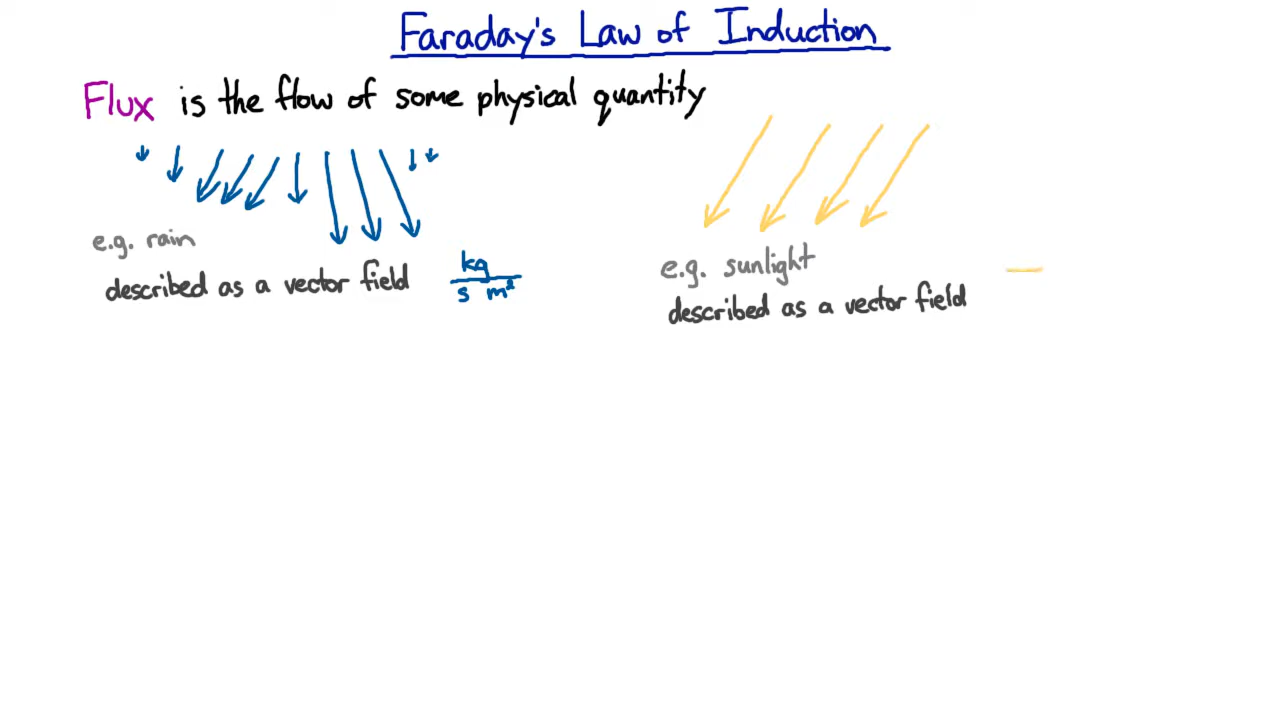 Faraday's Law of Induction
Flux is the flow of some physical quantity
e.g. rain
described as a vector field
kg
s m²
e.g. sunlight
described as a vector field